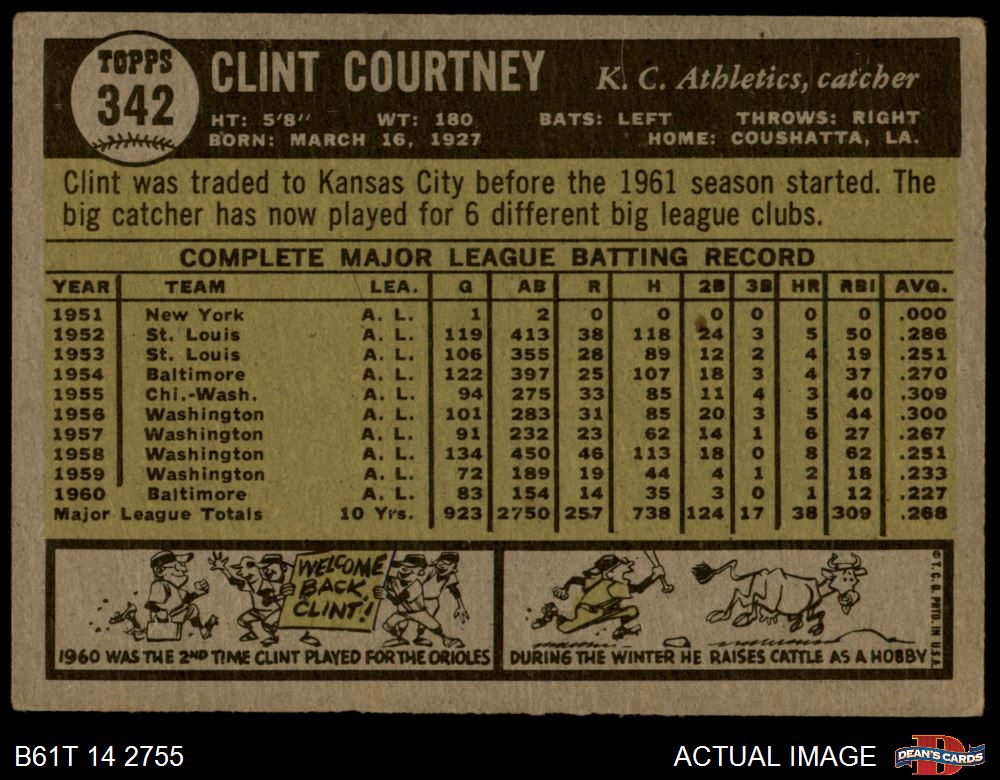 TOPPS
342
CLINT COURTNEY K. C. Athletics, catcher
HT: 5'8" WT: 180 BATS: LEFT THROWS: RIGHT
BORN: MARCH 16, 1927 HOME: COUSHATTA, LA.
Clint was traded to Kansas City before the 1961 season started. The
big catcher has now played for 6 different big league clubs.
COMPLETE MAJOR LEAGUE BATTING RECORD
YEAR TEAM LEA. G AB R H 2B 3B HR RBI AVG.
1951 New York A. L. 1 2 0 0 0 0 0 0 .000
1952 St. Louis A. L. 119 413 38 118 24 3 5 50 .286
1953 St. Louis A. L. 106 355 28 89 12 2 4 19 .251
1954 Baltimore A. L. 122 397 25 107 18 3 4 37 .270
1955 Chi.-Wash. A. L. 94 275 33 85 11 4 3 40 .309
1956 Washington A. L. 101 283 31 85 20 3 5 44 .300
1957 Washington A. L. 91 232 23 62 14 1 6 27 .267
1958 Washington A. L. 134 450 46 113 18 0 8 62 .251
1959 Washington A. L. 72 189 19 44 4 1 2 18 .233
1960 Baltimore A. L. 83 154 14 35 3 0 1 12 .227
Major League Totals 10 Yrs. 923 2750 257 738 124 17 38 309 .268
WELCOME
BACK,
CLINT!
1960 WAS THE 2ND TIME CLINT PLAYED FOR THE ORIOLES
DURING THE WINTER HE RAISES CATTLE AS A HOBBY
© T. C. G. PRTD. IN U.S.A.
B61T 14 2755 ACTUAL IMAGE
DEAN'S CARDS